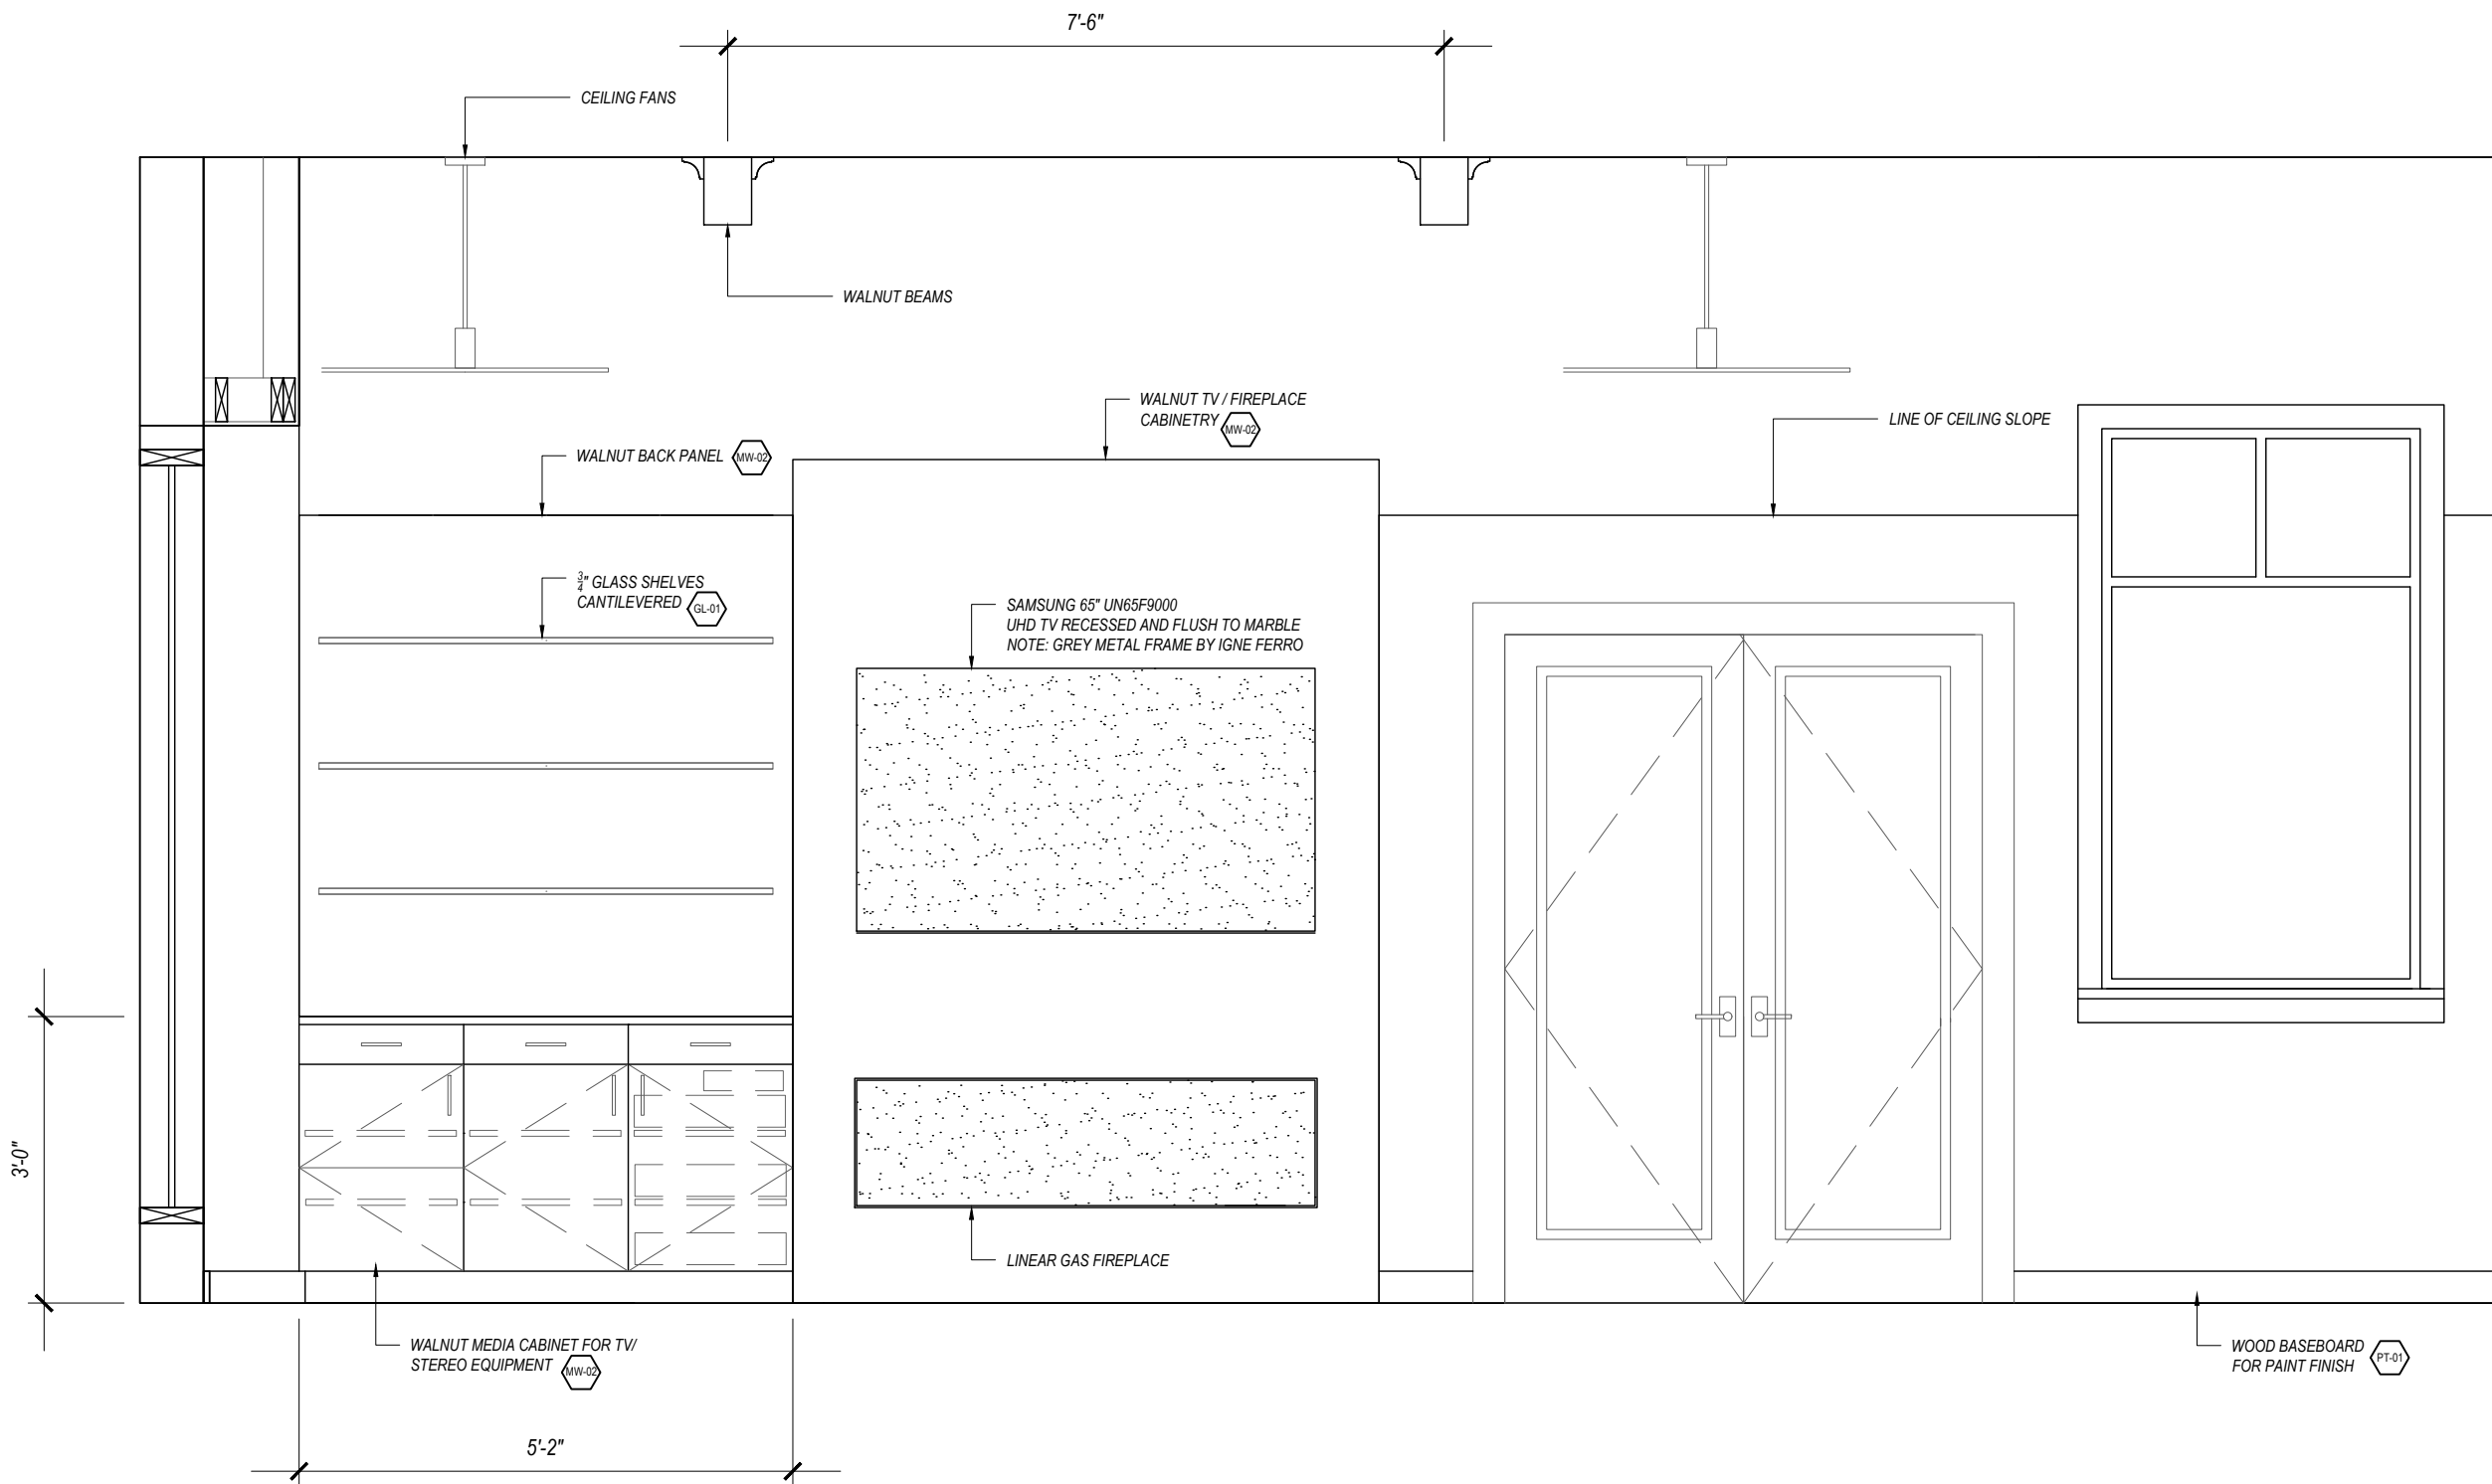 7'-6"
CEILING FANS
WALNUT BEAMS
WALNUT TV / FIREPLACE
CABINETRY MW-02
LINE OF CEILING SLOPE
WALNUT BACK PANEL MW-02
3/4" GLASS SHELVES
CANTILEVERED GL-01
SAMSUNG 65" UN65F9000
UHD TV RECESSED AND FLUSH TO MARBLE
NOTE: GREY METAL FRAME BY IGNE FERRO
3'-0"
LINEAR GAS FIREPLACE
WALNUT MEDIA CABINET FOR TV/
STEREO EQUIPMENT MW-02
WOOD BASEBOARD
FOR PAINT FINISH PT-01
5'-2"